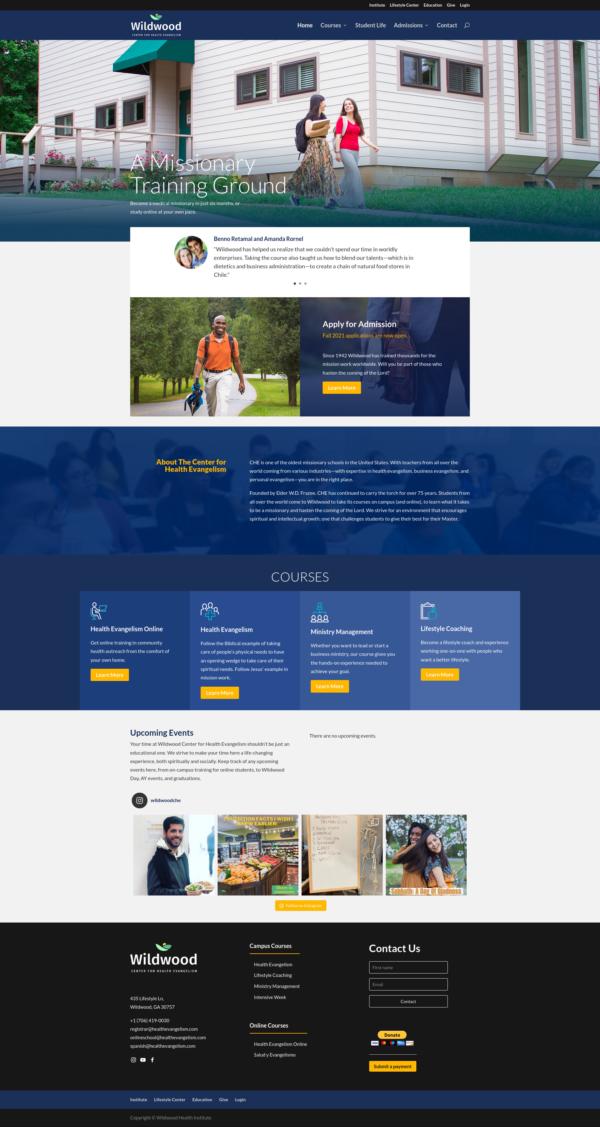 Institute Lifestyle Center Education Give Login
Wildwood
CENTER FOR HEALTH EVANGELISM
Home Courses Student Life Admissions Contact
A Missionary
Training Ground
Become a medical missionary in just six months, or
study online at your own pace.
Benno Retamal and Amanda Rornel
"Wildwood has helped us realize that we couldn't spend our time in worldly
enterprises. Taking the course also taught us how to blend our talents—which is in
dietetics and business administration—to create a chain of natural food stores in
Chile."
Apply for Admission
Fall 2021 applications are now open.
Since 1942 Wildwood has trained thousands for the
mission work worldwide. Will you be part of those who
hasten the coming of the Lord?
Learn More
About The Center for
Health Evangelism
CHE is one of the oldest missionary schools in the United States. With teachers from all over the
world coming from various industries—with expertise in health evangelism, business evangelism, and
personal evangelism—you are in the right place.
Founded by Elder W.D. Frazee, CHE has continued to carry the torch for over 75 years. Students from
all over the world come to Wildwood to take its courses on campus (and online), to learn what it takes
to be a missionary and hasten the coming of the Lord. We strive for an environment that encourages
spiritual and intellectual growth; one that challenges students to give their best for their Master.
COURSES
Health Evangelism Online
Get online training in community
health outreach from the comfort of
your own home.
Learn More
Health Evangelism
Follow the Biblical example of taking
care of people's physical needs to have
an opening wedge to take care of their
spiritual needs. Follow Jesus' example in
mission work.
Learn More
Ministry Management
Whether you want to lead or start a
business ministry, our course gives you
the hands-on experience needed to
achieve your goal.
Learn More
Lifestyle Coaching
Become a lifestyle coach and experience
working one-on-one with people who
want a better lifestyle.
Learn More
Upcoming Events
Your time at Wildwood Center for Health Evangelism shouldn't be just an
educational one. We strive to make your time here a life-changing
experience, both spiritually and socially. Keep track of any upcoming
events here, from on-campus training for online students, to Wildwood
Day, AY events, and graduations.
There are no upcoming events.
wildwoodche
NUTRITION FACTS I WISH I
KNEW EARLIER!
Sabbath: A Day Of Gladness
Follow on Instagram
Wildwood
CENTER FOR HEALTH EVANGELISM
435 Lifestyle Ln.
Wildwood, GA 30757
+1 (706) 419-0030
registrar@healthevangelism.com
onlineschool@healthevangelism.com
spanish@healthevangelism.com
Campus Courses
Health Evangelism
Lifestyle Coaching
Ministry Management
Intensive Week
Online Courses
Health Evangelism Online
Salud y Evangelismo
Contact Us
First name
Email
Contact
Donate
Submit a payment
Institute Lifestyle Center Education Give Login
Copyright © Wildwood Health Institute